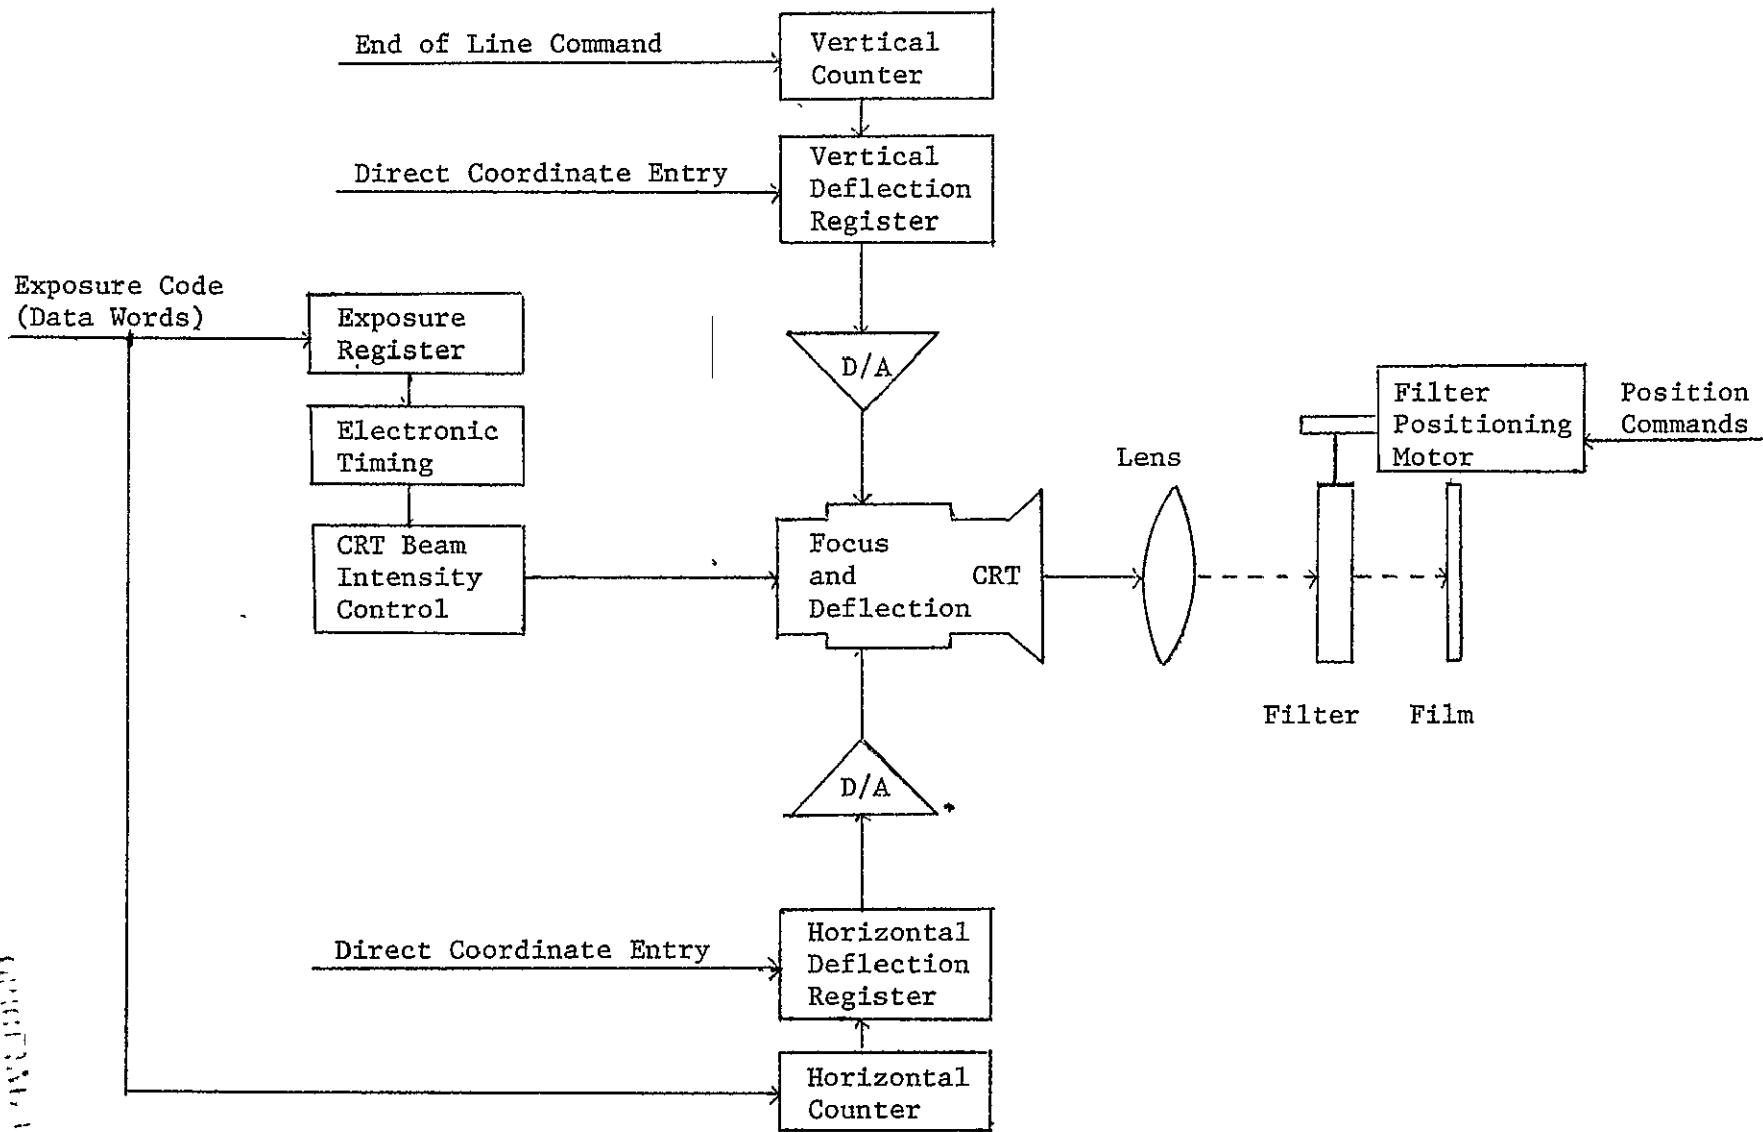 End of Line Command
Vertical
Counter
Direct Coordinate Entry
Vertical
Deflection
Register
Exposure Code
(Data Words)
Exposure
Register
D/A
Electronic
Timing
Filter
Positioning
Motor
Position
Commands
Lens
CRT Beam
Intensity
Control
Focus
and
Deflection
CRT
Filter
Film
D/A
Direct Coordinate Entry
Horizontal
Deflection
Register
Horizontal
Counter